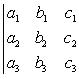 |a₁ b₁ c₁|
|a₂ b₂ c₂|
|a₃ b₃ c₃|